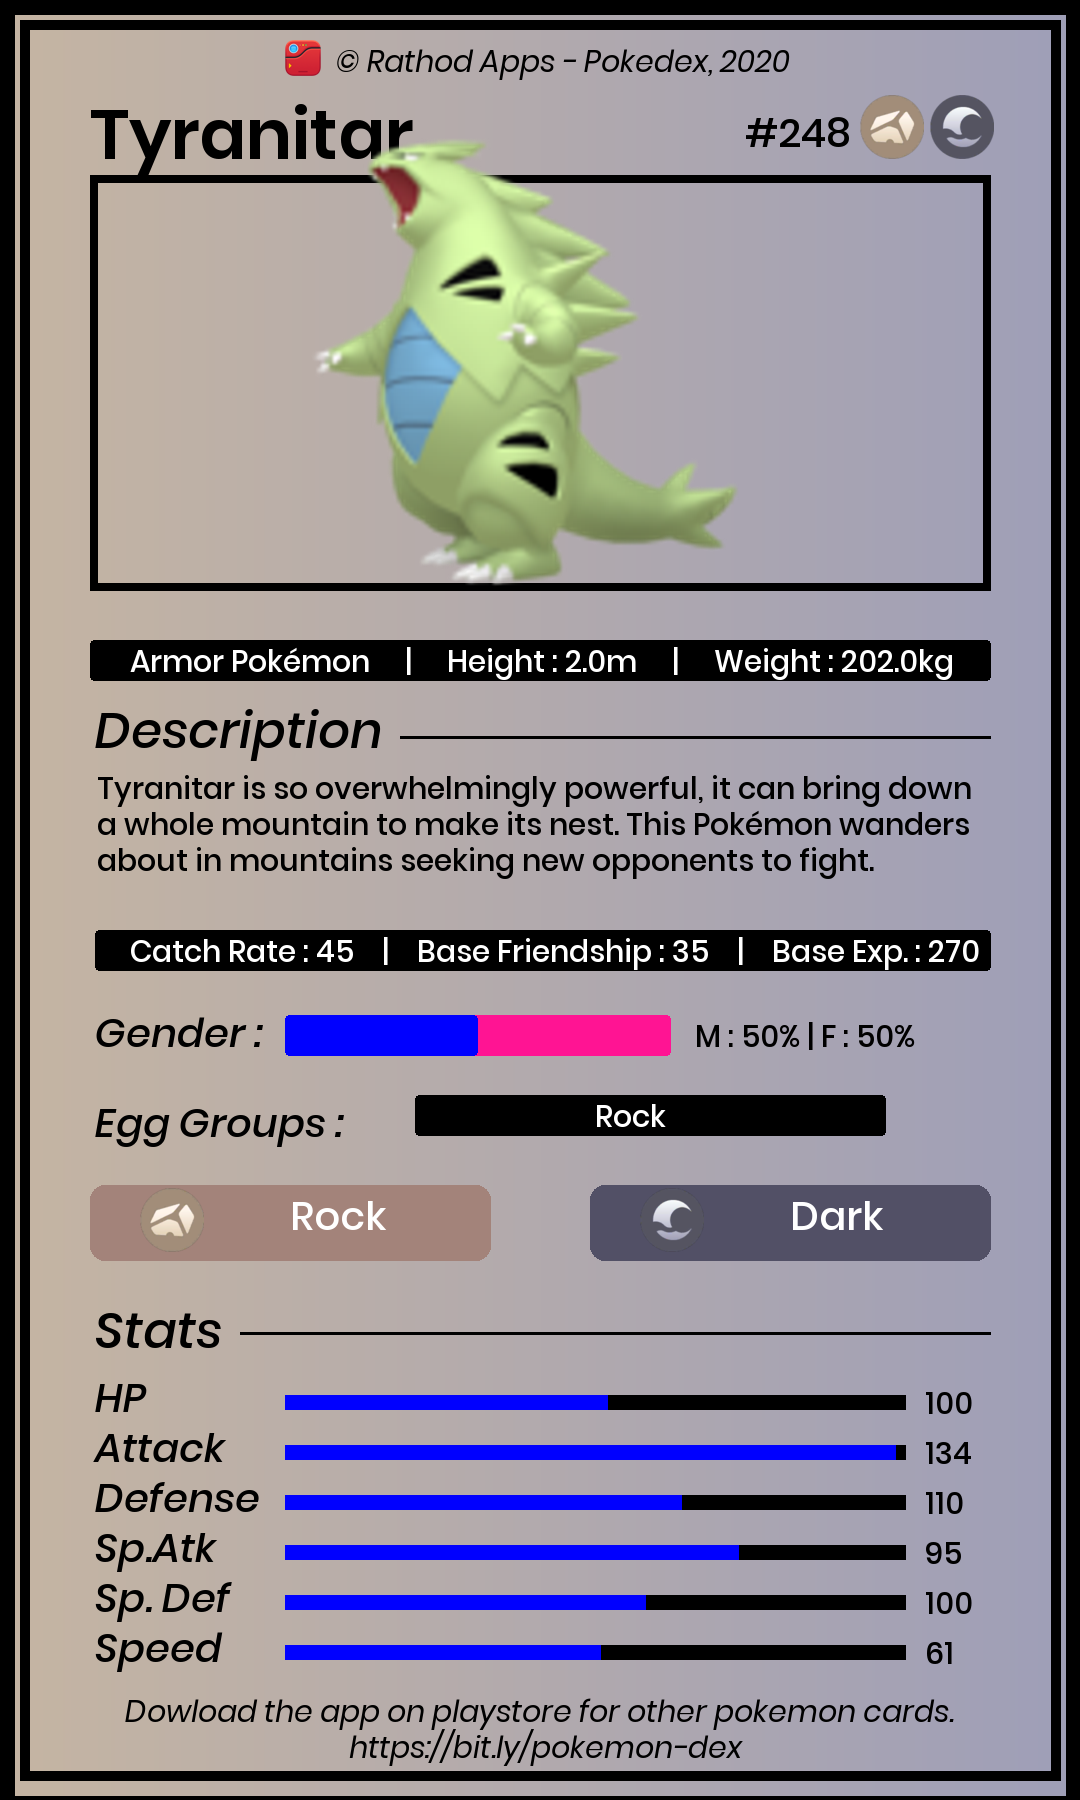 © Rathod Apps - Pokedex, 2020
Tyranitar #248
Armor Pokémon | Height : 2.0m | Weight : 202.0kg
Description
Tyranitar is so overwhelmingly powerful, it can bring down
a whole mountain to make its nest. This Pokémon wanders
about in mountains seeking new opponents to fight.
Catch Rate : 45 | Base Friendship : 35 | Base Exp. : 270
Gender : M : 50% | F : 50%
Egg Groups : Rock
Rock Dark
Stats
HP 100
Attack 134
Defense 110
Sp.Atk 95
Sp. Def 100
Speed 61
Dowload the app on playstore for other pokemon cards.
https://bit.ly/pokemon-dex